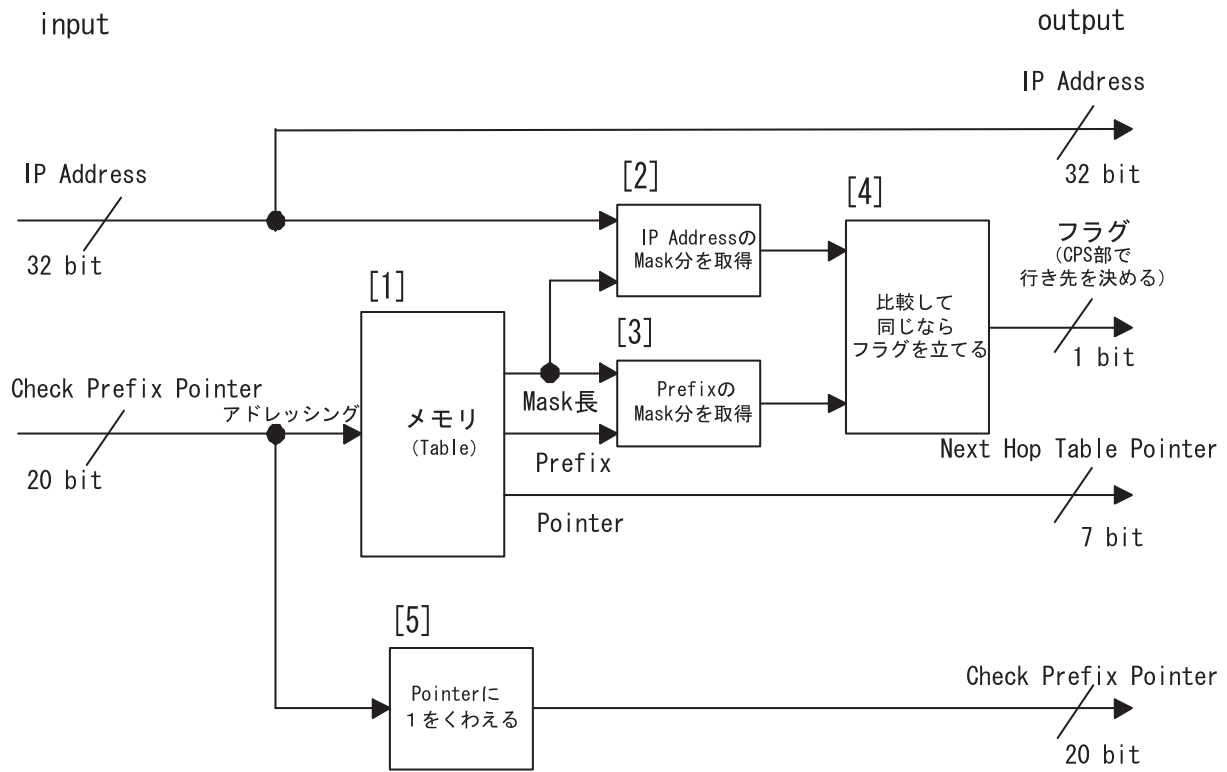 input
output
IP Address
32 bit
IP Address
32 bit
[2]
IP Addressの
Mask分を取得
[4]
比較して
同じなら
フラグを立てる
フラグ
(CPS部で
行き先を決める)
1 bit
[1]
メモリ
(Table)
[3]
Prefixの
Mask分を取得
Mask長
Prefix
Pointer
Check Prefix Pointer
アドレッシング
20 bit
Next Hop Table Pointer
7 bit
[5]
Pointerに
1をくわえる
Check Prefix Pointer
20 bit